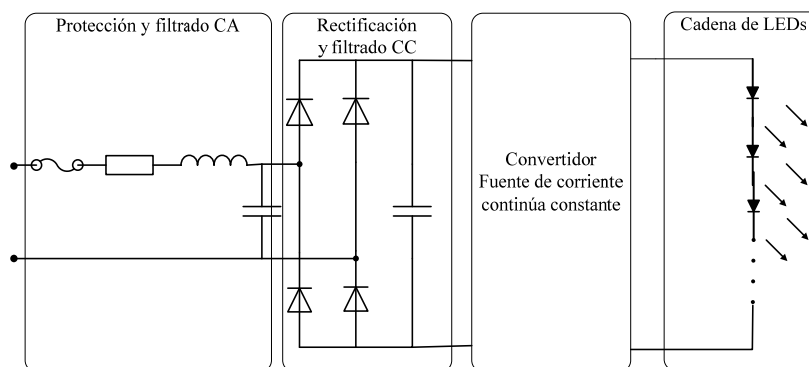 Protección y filtrado CA
Rectificación
y filtrado CC
Convertidor
Fuente de corriente
continúa constante
Cadena de LEDs